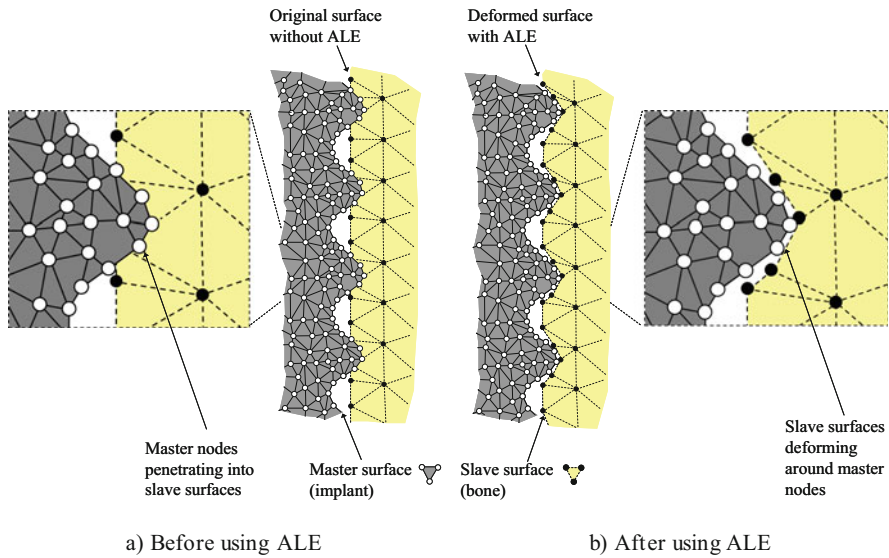 Original surface
without ALE
Deformed surface
with ALE
Master nodes
penetrating into
slave surfaces
Master surface
(implant)
Slave surface
(bone)
Slave surfaces
deforming
around master
nodes
a) Before using ALE
b) After using ALE